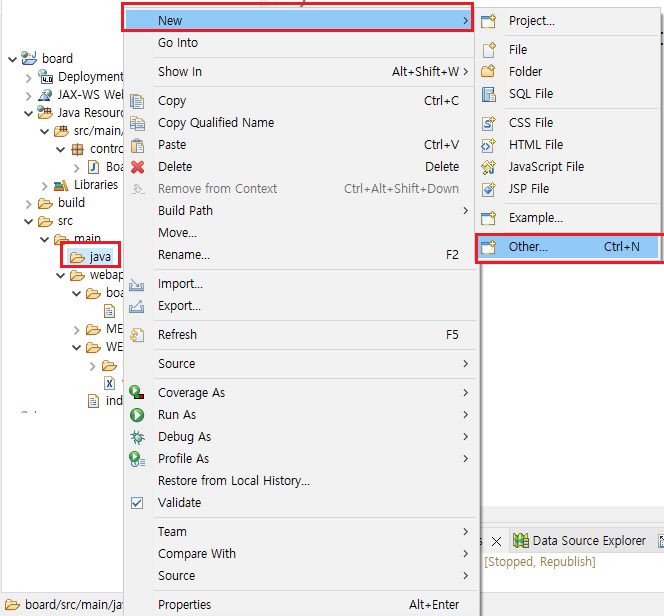 board
Deployment
JAX-WS Web
Java Resour
src/main/
contro
Boa
Libraries
build
src
main
java
webap
boa
ME
WE
ind
board/src/main/jav
New
Go Into
Show In Alt+Shift+W
Copy Ctrl+C
Copy Qualified Name
Paste Ctrl+V
Delete Delete
Remove from Context Ctrl+Alt+Shift+Down
Build Path
Move...
Rename... F2
Import...
Export...
Refresh F5
Source
Coverage As
Run As
Debug As
Profile As
Restore from Local History...
Validate
Team
Compare With
Source
Properties Alt+Enter
Project...
File
Folder
SQL File
CSS File
HTML File
JavaScript File
JSP File
Example...
Other... Ctrl+N
Data Source Explorer
[Stopped, Republish]